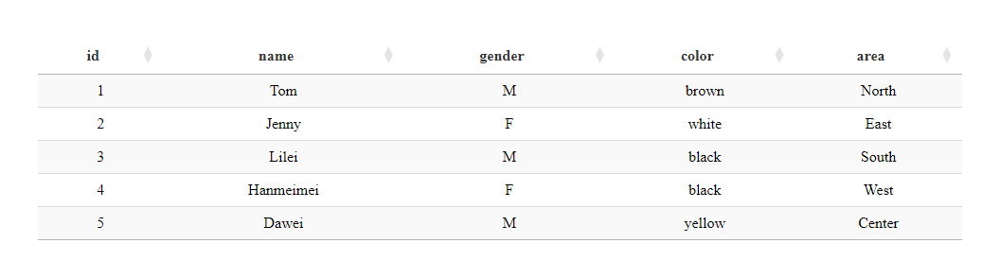 id name gender color area
1 Tom M brown North
2 Jenny F white East
3 Lilei M black South
4 Hanmeimei F black West
5 Dawei M yellow Center